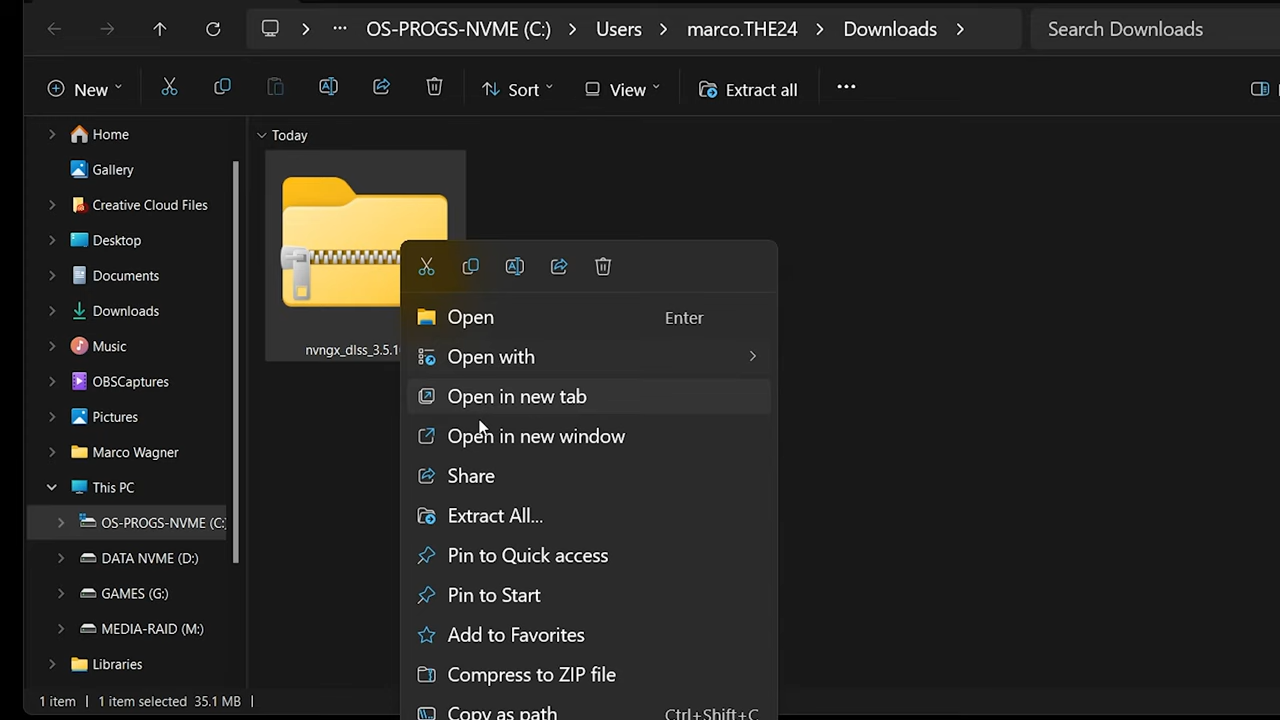 OS-PROGS-NVME (C:) > Users > marco.THE24 > Downloads >
Search Downloads
New
Sort
View
Extract all
Home
Gallery
Creative Cloud Files
Desktop
Documents
Downloads
Music
OBSCaptures
Pictures
Marco Wagner
This PC
OS-PROGS-NVME (C:
DATA NVME (D:)
GAMES (G:)
MEDIA-RAID (M:)
Libraries
Today
nvngx_dlss_3.5.1
Open Enter
Open with
Open in new tab
Open in new window
Share
Extract All...
Pin to Quick access
Pin to Start
Add to Favorites
Compress to ZIP file
Copy as path Ctrl+Shift+C
1 item 1 item selected 35.1 MB